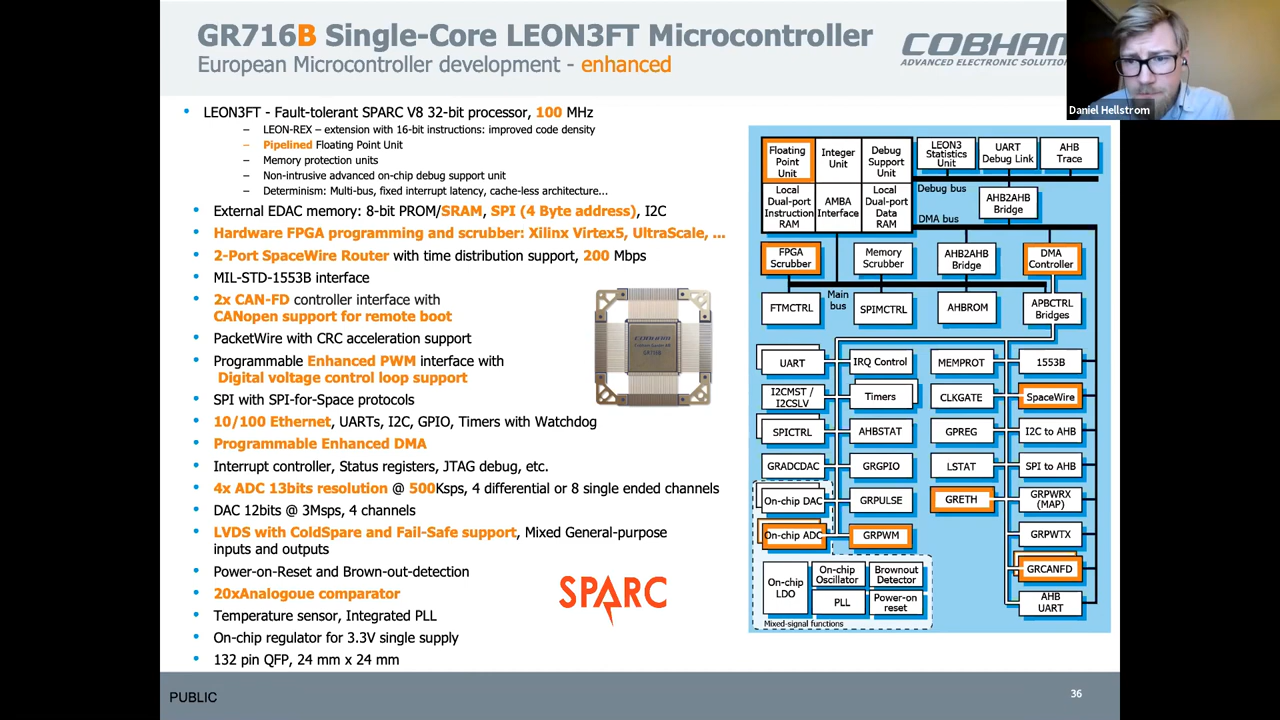 GR716B Single-Core LEON3FT Microcontroller
European Microcontroller development - enhanced
COBHAM
ADVANCED ELECTRONIC SOLUTION
Daniel Hellstrom
• LEON3FT - Fault-tolerant SPARC V8 32-bit processor, 100 MHz
– LEON-REX – extension with 16-bit instructions: improved code density
– Pipelined Floating Point Unit
– Memory protection units
– Non-intrusive advanced on-chip debug support unit
– Determinism: Multi-bus, fixed interrupt latency, cache-less architecture...
• External EDAC memory: 8-bit PROM/SRAM, SPI (4 Byte address), I2C
• Hardware FPGA programming and scrubber: Xilinx Virtex5, UltraScale, ...
• 2-Port SpaceWire Router with time distribution support, 200 Mbps
• MIL-STD-1553B interface
• 2x CAN-FD controller interface with
CANopen support for remote boot
• PacketWire with CRC acceleration support
• Programmable Enhanced PWM interface with
Digital voltage control loop support
• SPI with SPI-for-Space protocols
• 10/100 Ethernet, UARTs, I2C, GPIO, Timers with Watchdog
• Programmable Enhanced DMA
• Interrupt controller, Status registers, JTAG debug, etc.
• 4x ADC 13bits resolution @ 500Ksps, 4 differential or 8 single ended channels
• DAC 12bits @ 3Msps, 4 channels
• LVDS with ColdSpare and Fail-Safe support, Mixed General-purpose
inputs and outputs
• Power-on-Reset and Brown-out-detection
• 20xAnalogoue comparator
• Temperature sensor, Integrated PLL
• On-chip regulator for 3.3V single supply
• 132 pin QFP, 24 mm x 24 mm
COBHAM
SPARC
Floating
Point
Unit
Integer
Unit
Debug
Support
Unit
LEON3
Statistics
Unit
UART
Debug Link
AHB
Trace
Debug bus
Local
Dual-port
Instruction
RAM
AMBA
Interface
Local
Dual-port
Data
RAM
AHB2AHB
Bridge
DMA bus
FPGA
Scrubber
Memory
Scrubber
AHB2AHB
Bridge
DMA
Controller
Main
bus
FTMCTRL
SPIMCTRL
AHBROM
APBCTRL
Bridges
UART
IRQ Control
MEMPROT
1553B
I2CMST /
I2CSLV
Timers
CLKGATE
SpaceWire
SPICTRL
AHBSTAT
GPREG
I2C to AHB
GRADCDAC
GRGPIO
LSTAT
SPI to AHB
On-chip DAC
GRPULSE
GRETH
GRPWRX
(MAP)
On-chip ADC
GRPWM
GRPWTX
On-chip
LDO
On-chip
Oscillator
Brownout
Detector
GRCANFD
PLL
Power-on
reset
AHB
UART
Mixed-signal functions
PUBLIC
36